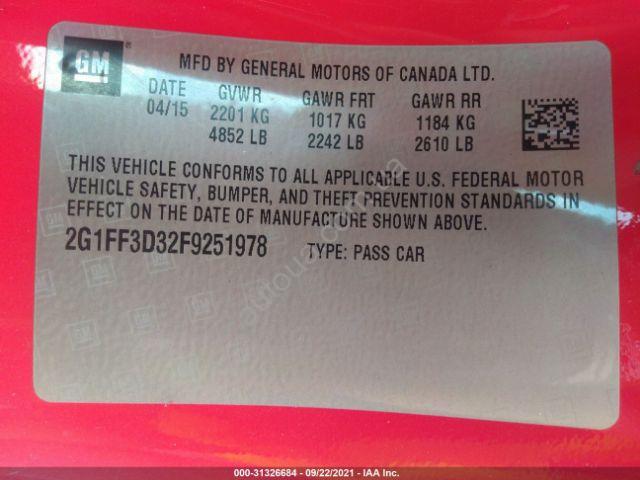 GM
MFD BY GENERAL MOTORS OF CANADA LTD.
DATE GVWR GAWR FRT GAWR RR
04/15 2201 KG 1017 KG 1184 KG
4852 LB 2242 LB 2610 LB
THIS VEHICLE CONFORMS TO ALL APPLICABLE U.S. FEDERAL MOTOR
VEHICLE SAFETY, BUMPER, AND THEFT PREVENTION STANDARDS IN
EFFECT ON THE DATE OF MANUFACTURE SHOWN ABOVE.
2G1FF3D32F9251978 TYPE: PASS CAR
autoua.com.ua
000-31326684 - 09/22/2021 - IAA Inc.